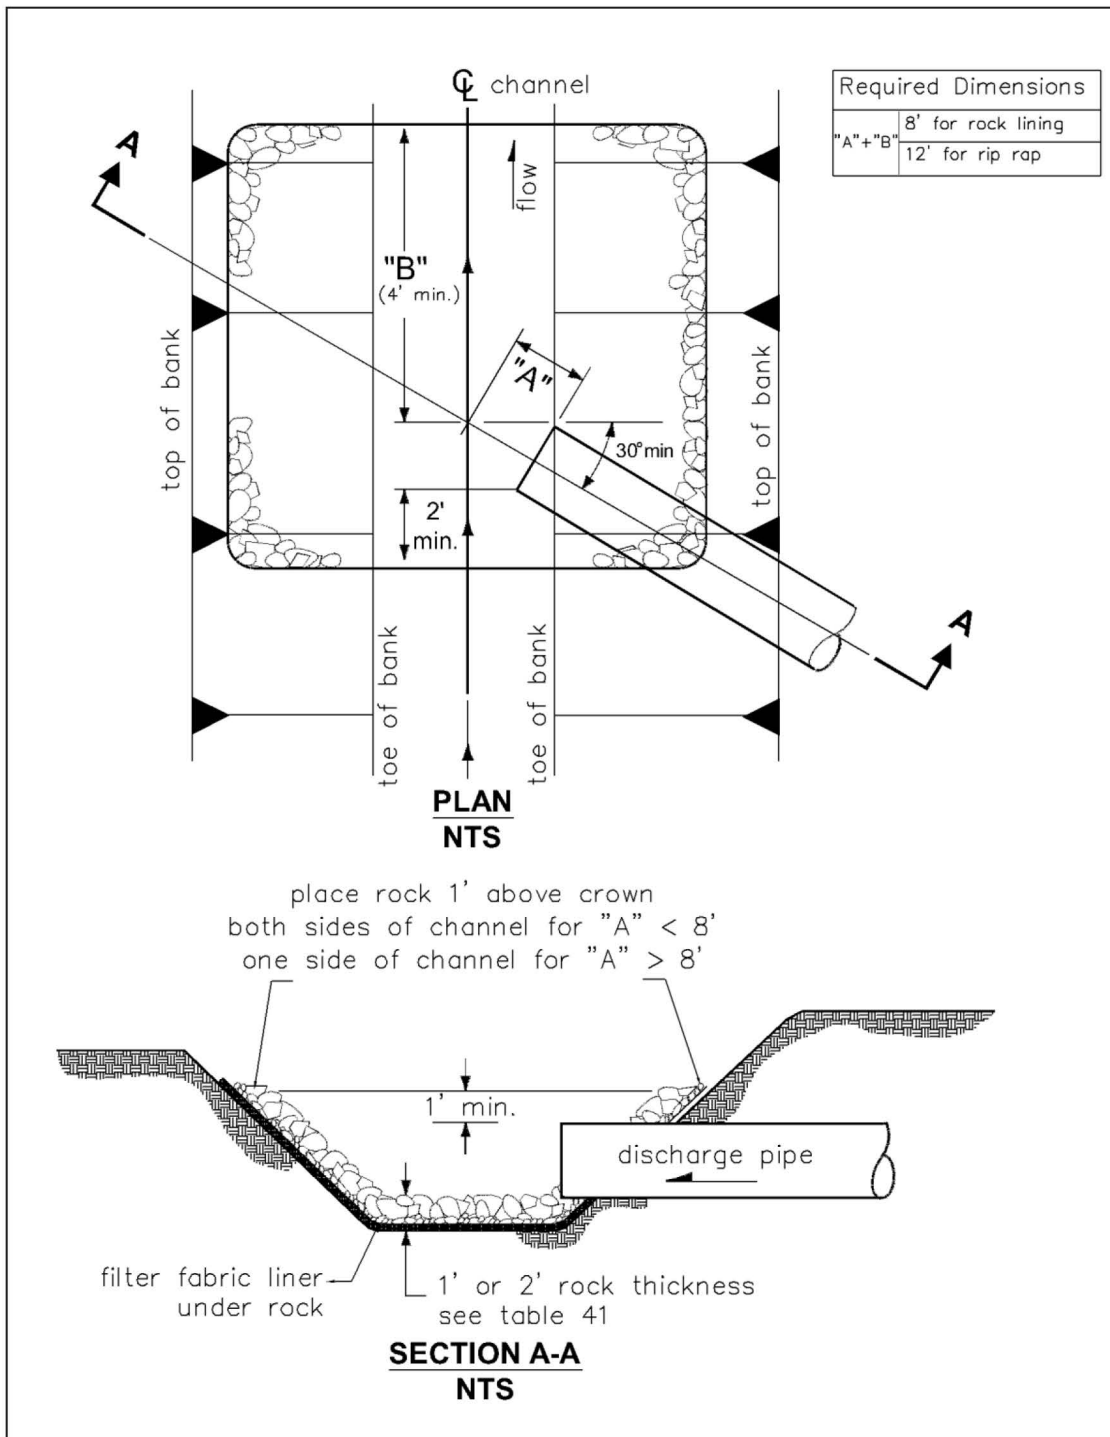 ℄ channel
Required Dimensions
"A"+"B"
8' for rock lining
12' for rip rap
A
flow
"B"
(4' min.)
"A"
30°min
top of bank
top of bank
2'
min.
A
toe of bank
toe of bank
PLAN
NTS
place rock 1' above crown
both sides of channel for "A" < 8'
one side of channel for "A" > 8'
1' min.
discharge pipe
filter fabric liner
under rock
1' or 2' rock thickness
see table 41
SECTION A-A
NTS